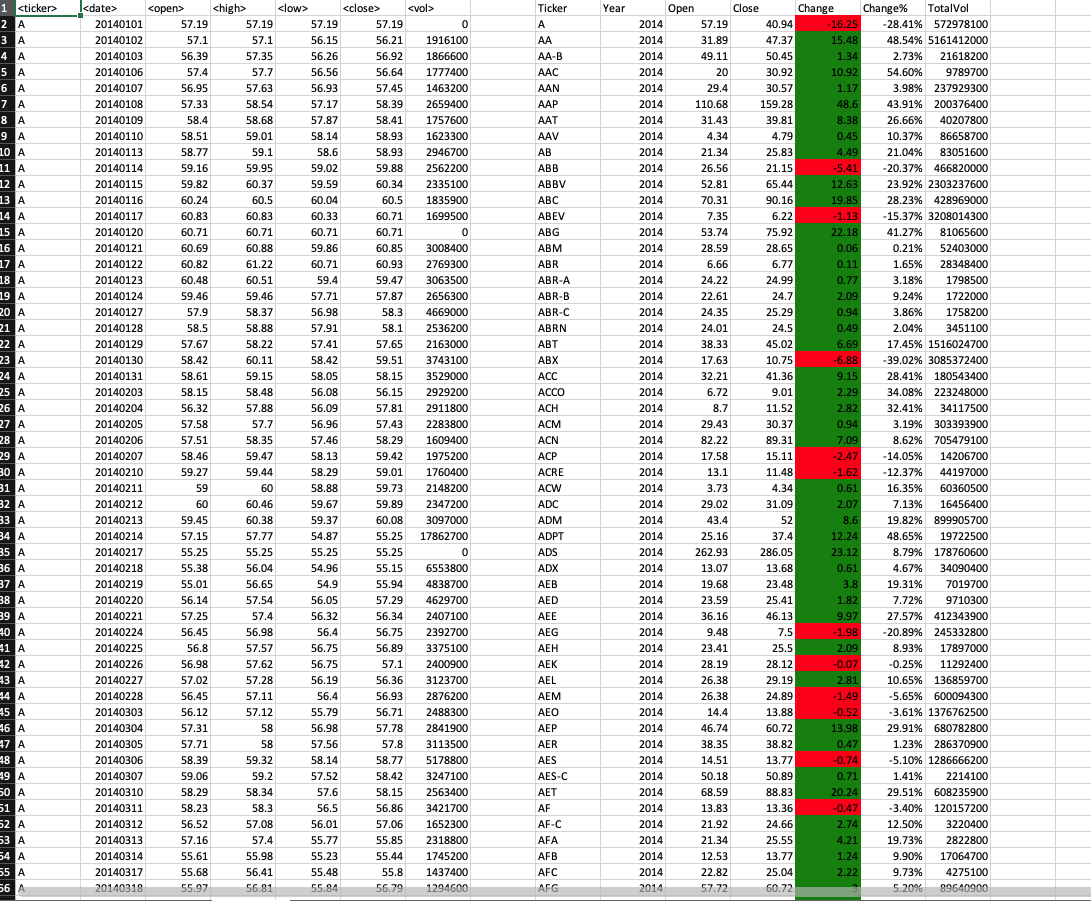 1 <ticker> <date> <open> <high> <low> <close> <vol> Ticker Year Open Close Change Change% TotalVol
2 A 20140101 57.19 57.19 57.19 57.19 0 A 2014 57.19 40.94 -16.25 -28.41% 572978100
3 A 20140102 57.1 57.1 56.15 56.21 1916100 AA 2014 31.89 47.37 15.48 48.54% 5161412000
4 A 20140103 56.39 57.35 56.26 56.92 1866600 AA-B 2014 49.11 50.45 1.34 2.73% 21618200
5 A 20140106 57.4 57.7 56.56 56.64 1777400 AAC 2014 20 30.92 10.92 54.60% 9789700
6 A 20140107 56.95 57.63 56.93 57.45 1463200 AAN 2014 29.4 30.57 1.17 3.98% 237929300
7 A 20140108 57.33 58.54 57.17 58.39 2659400 AAP 2014 110.68 159.28 48.6 43.91% 200376400
8 A 20140109 58.4 58.68 57.87 58.41 1757600 AAT 2014 31.43 39.81 8.38 26.66% 40207800
9 A 20140110 58.51 59.01 58.14 58.93 1623300 AAV 2014 4.34 4.79 0.45 10.37% 86658700
10 A 20140113 58.77 59.1 58.6 58.93 2946700 AB 2014 21.34 25.83 4.49 21.04% 83051600
11 A 20140114 59.16 59.95 59.02 59.88 2562200 ABB 2014 26.56 21.15 -5.41 -20.37% 466820000
12 A 20140115 59.82 60.37 59.59 60.34 2335100 ABBV 2014 52.81 65.44 12.63 23.92% 2303237600
13 A 20140116 60.24 60.5 60.04 60.5 1835900 ABC 2014 70.31 90.16 19.85 28.23% 428969000
14 A 20140117 60.83 60.83 60.33 60.71 1699500 ABEV 2014 7.35 6.22 -1.13 -15.37% 3208014300
15 A 20140120 60.71 60.71 60.71 60.71 0 ABG 2014 53.74 75.92 22.18 41.27% 81065600
16 A 20140121 60.69 60.88 59.86 60.85 3008400 ABM 2014 28.59 28.65 0.06 0.21% 52403000
17 A 20140122 60.82 61.22 60.71 60.93 2769300 ABR 2014 6.66 6.77 0.11 1.65% 28348400
18 A 20140123 60.48 60.51 59.4 59.47 3063500 ABR-A 2014 24.22 24.99 0.77 3.18% 1798500
19 A 20140124 59.46 59.46 57.71 57.87 2656300 ABR-B 2014 22.61 24.7 2.09 9.24% 1722000
20 A 20140127 57.9 58.37 56.98 58.3 4669000 ABR-C 2014 24.35 25.29 0.94 3.86% 1758200
21 A 20140128 58.5 58.88 57.91 58.1 2536200 ABRN 2014 24.01 24.5 0.49 2.04% 3451100
22 A 20140129 57.67 58.22 57.41 57.65 2163000 ABT 2014 38.33 45.02 6.69 17.45% 1516024700
23 A 20140130 58.42 60.11 58.42 59.51 3743100 ABX 2014 17.63 10.75 -6.88 -39.02% 3085372400
24 A 20140131 58.61 59.15 58.05 58.15 3529000 ACC 2014 32.21 41.36 9.15 28.41% 180543400
25 A 20140203 58.15 58.48 56.08 56.15 2929200 ACCO 2014 6.72 9.01 2.29 34.08% 223248000
26 A 20140204 56.32 57.88 56.09 57.81 2911800 ACH 2014 8.7 11.52 2.82 32.41% 34117500
27 A 20140205 57.58 57.7 56.96 57.43 2283800 ACM 2014 29.43 30.37 0.94 3.19% 303393900
28 A 20140206 57.51 58.35 57.46 58.29 1609400 ACN 2014 82.22 89.31 7.09 8.62% 705479100
29 A 20140207 58.46 59.47 58.13 59.42 1975200 ACP 2014 17.58 15.11 -2.47 -14.05% 14206700
30 A 20140210 59.27 59.44 58.29 59.01 1760400 ACRE 2014 13.1 11.48 -1.62 -12.37% 44197000
31 A 20140211 59 60 58.88 59.73 2148200 ACW 2014 3.73 4.34 0.61 16.35% 60360500
32 A 20140212 60 60.46 59.67 59.89 2347200 ADC 2014 29.02 31.09 2.07 7.13% 16456400
33 A 20140213 59.45 60.38 59.37 60.08 3097000 ADM 2014 43.4 52 8.6 19.82% 899905700
34 A 20140214 57.15 57.77 54.87 55.25 17862700 ADPT 2014 25.16 37.4 12.24 48.65% 19722500
35 A 20140217 55.25 55.25 55.25 55.25 0 ADS 2014 262.93 286.05 23.12 8.79% 178760600
36 A 20140218 55.38 56.04 54.96 55.15 6553800 ADX 2014 13.07 13.68 0.61 4.67% 34090400
37 A 20140219 55.01 56.65 54.9 55.94 4838700 AEB 2014 19.68 23.48 3.8 19.31% 7019700
38 A 20140220 56.14 57.54 56.05 57.29 4629700 AED 2014 23.59 25.41 1.82 7.72% 9710300
39 A 20140221 57.25 57.4 56.32 56.34 2407100 AEE 2014 36.16 46.13 9.97 27.57% 412343900
40 A 20140224 56.45 56.98 56.4 56.75 2392700 AEG 2014 9.48 7.5 -1.98 -20.89% 245332800
41 A 20140225 56.8 57.57 56.75 56.89 3375100 AEH 2014 23.41 25.5 2.09 8.93% 17897000
42 A 20140226 56.98 57.62 56.75 57.1 2400900 AEK 2014 28.19 28.12 -0.07 -0.25% 11292400
43 A 20140227 57.02 57.28 56.19 56.36 3123700 AEL 2014 26.38 29.19 2.81 10.65% 136859700
44 A 20140228 56.45 57.11 56.4 56.93 2876200 AEM 2014 26.38 24.89 -1.49 -5.65% 600094300
45 A 20140303 56.12 57.12 55.79 56.71 2488300 AEO 2014 14.4 13.88 -0.52 -3.61% 1376762500
46 A 20140304 57.31 58 56.98 57.78 2841900 AEP 2014 46.74 60.72 13.98 29.91% 680782800
47 A 20140305 57.71 58 57.56 57.8 3113500 AER 2014 38.35 38.82 0.47 1.23% 286370900
48 A 20140306 58.39 59.32 58.14 58.77 5178800 AES 2014 14.51 13.77 -0.74 -5.10% 1286666200
49 A 20140307 59.06 59.2 57.52 58.42 3247100 AES-C 2014 50.18 50.89 0.71 1.41% 2214100
50 A 20140310 58.29 58.34 57.6 58.15 2563400 AET 2014 68.59 88.83 20.24 29.51% 608235900
51 A 20140311 58.23 58.3 56.5 56.86 3421700 AF 2014 13.83 13.36 -0.47 -3.40% 120157200
52 A 20140312 56.52 57.08 56.01 57.06 1652300 AF-C 2014 21.92 24.66 2.74 12.50% 3220400
53 A 20140313 57.16 57.4 55.77 55.85 2318800 AFA 2014 21.34 25.55 4.21 19.73% 2822800
54 A 20140314 55.61 55.98 55.23 55.44 1745200 AFB 2014 12.53 13.77 1.24 9.90% 17064700
55 A 20140317 55.68 56.41 55.48 55.8 1437400 AFC 2014 22.82 25.04 2.22 9.73% 4275100
56 A 20140318 55.97 56.81 55.84 56.79 1294600 AFG 2014 57.72 60.72 3 5.20% 89640900